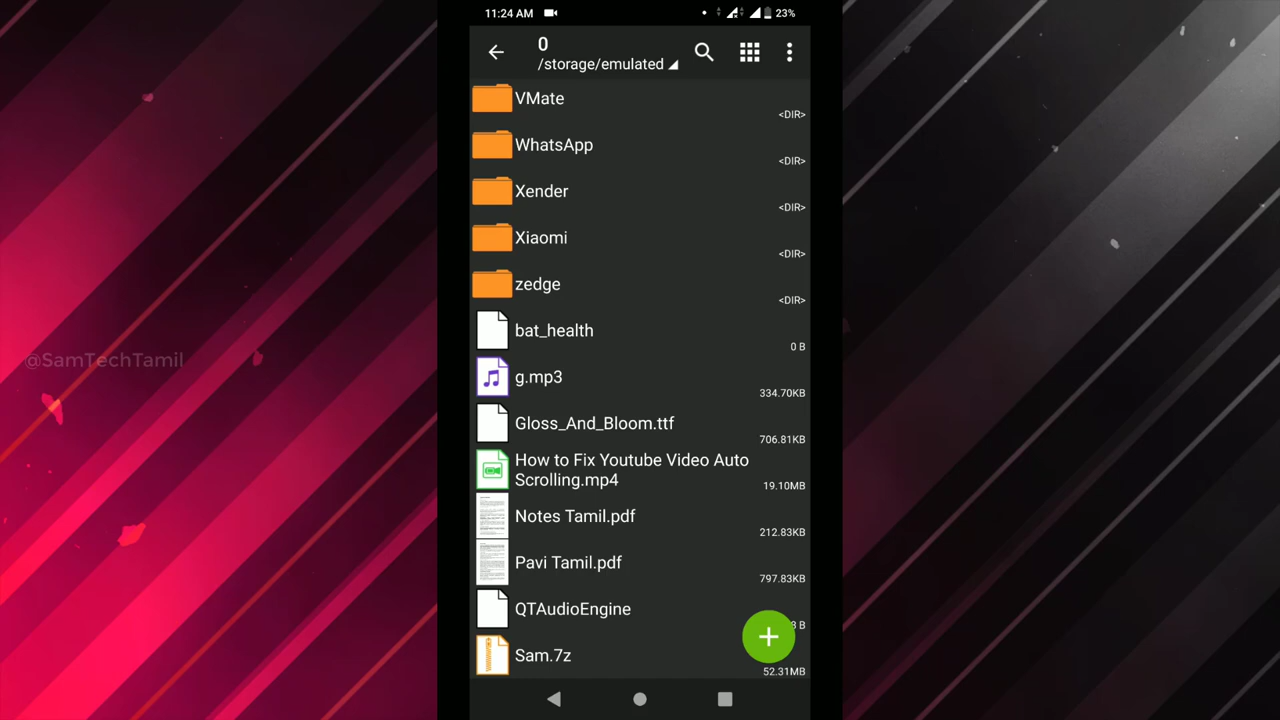 11:24 AM
23%
0
/storage/emulated
VMate
<DIR>
WhatsApp
<DIR>
Xender
<DIR>
Xiaomi
<DIR>
zedge
<DIR>
bat_health
0 B
g.mp3
334.70KB
@SamTechTamil
Gloss_And_Bloom.ttf
706.81KB
How to Fix Youtube Video Auto
Scrolling.mp4
19.10MB
Notes Tamil.pdf
212.83KB
Pavi Tamil.pdf
797.83KB
QTAudioEngine
B
Sam.7z
52.31MB